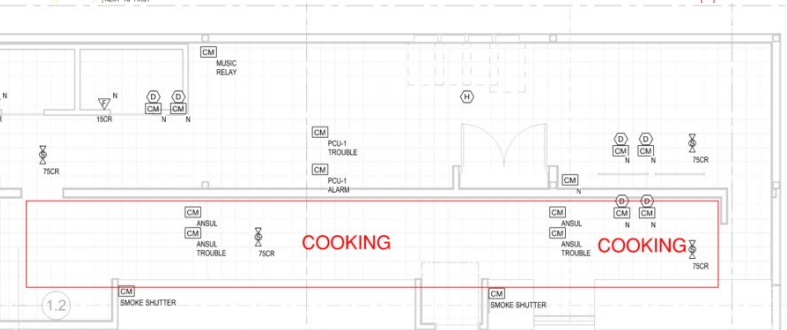 CM
MUSIC
RELAY
N
N
F
15CR
D
D
CM
CM
N
N
H
CM
PCU-1
TROUBLE
D
D
CM
CM
N
N
S
75CR
S
75CR
CM
PCU-1
ALARM
CM
N
D
D
CM
CM
N
N
CM
ANSUL
CM
ANSUL
TROUBLE
S
75CR
COOKING
CM
ANSUL
CM
ANSUL
TROUBLE
COOKING
S
75CR
1.2
CM
SMOKE SHUTTER
CM
SMOKE SHUTTER